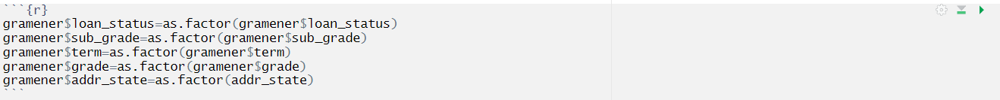 ```{r}
gramener$loan_status=as.factor(gramener$loan_status)
gramener$sub_grade=as.factor(gramener$sub_grade)
gramener$term=as.factor(gramener$term)
gramener$grade=as.factor(gramener$grade)
gramener$addr_state=as.factor(addr_state)
```